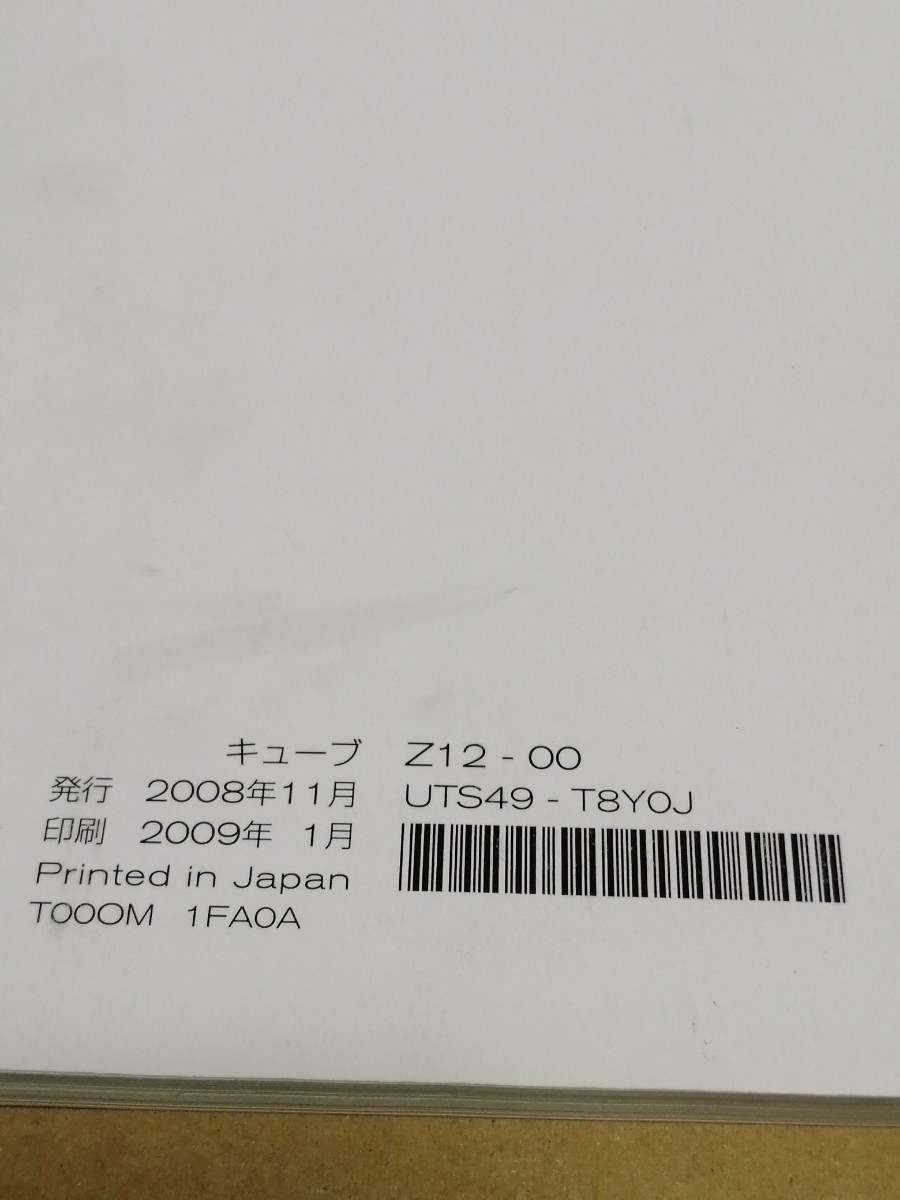 キューブ Z12-00
発行 2008年11月 UTS49-T8Y0J
印刷 2009年 1月
Printed in Japan
T000M 1FA0A